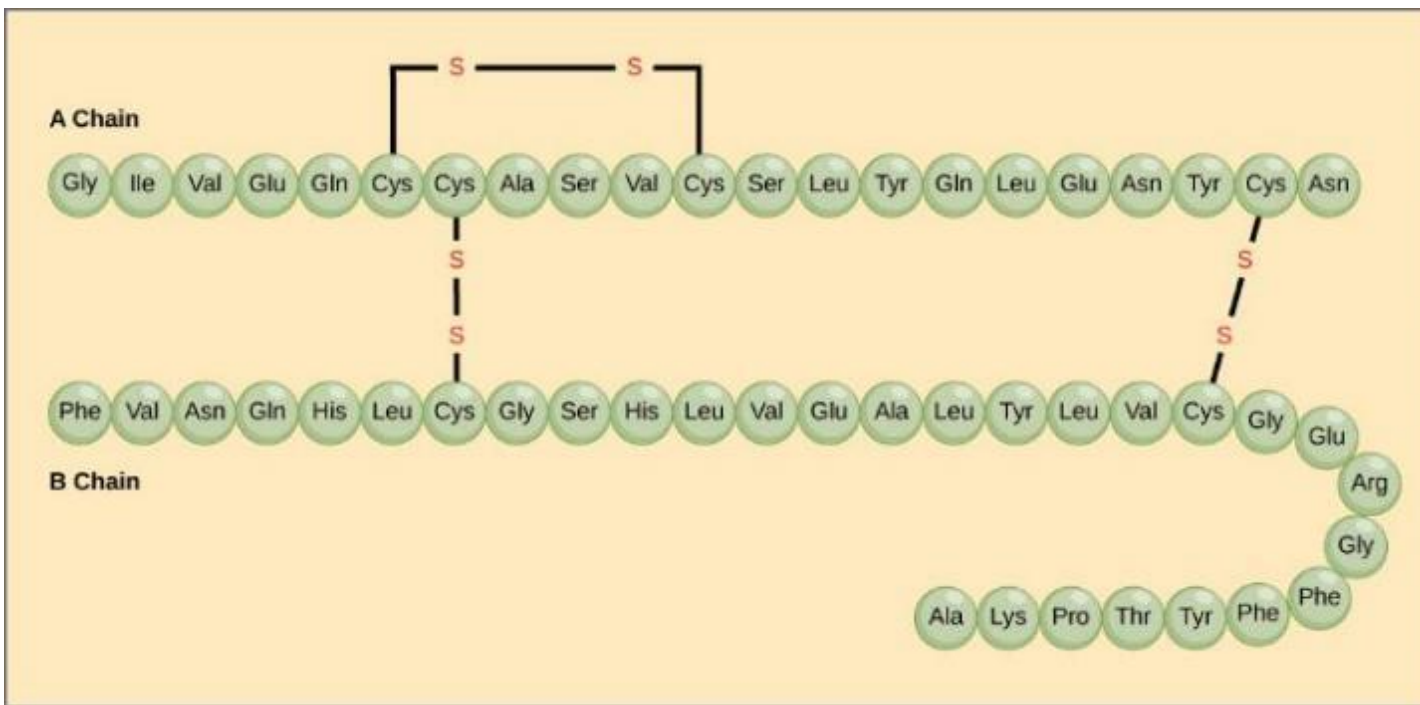 S S
A Chain
Gly Ile Val Glu Gln Cys Cys Ala Ser Val Cys Ser Leu Tyr Gln Leu Glu Asn Tyr Cys Asn
S S
S S
Phe Val Asn Gln His Leu Cys Gly Ser His Leu Val Glu Ala Leu Tyr Leu Val Cys Gly Glu
B Chain
Arg
Gly
Ala Lys Pro Thr Tyr Phe Phe